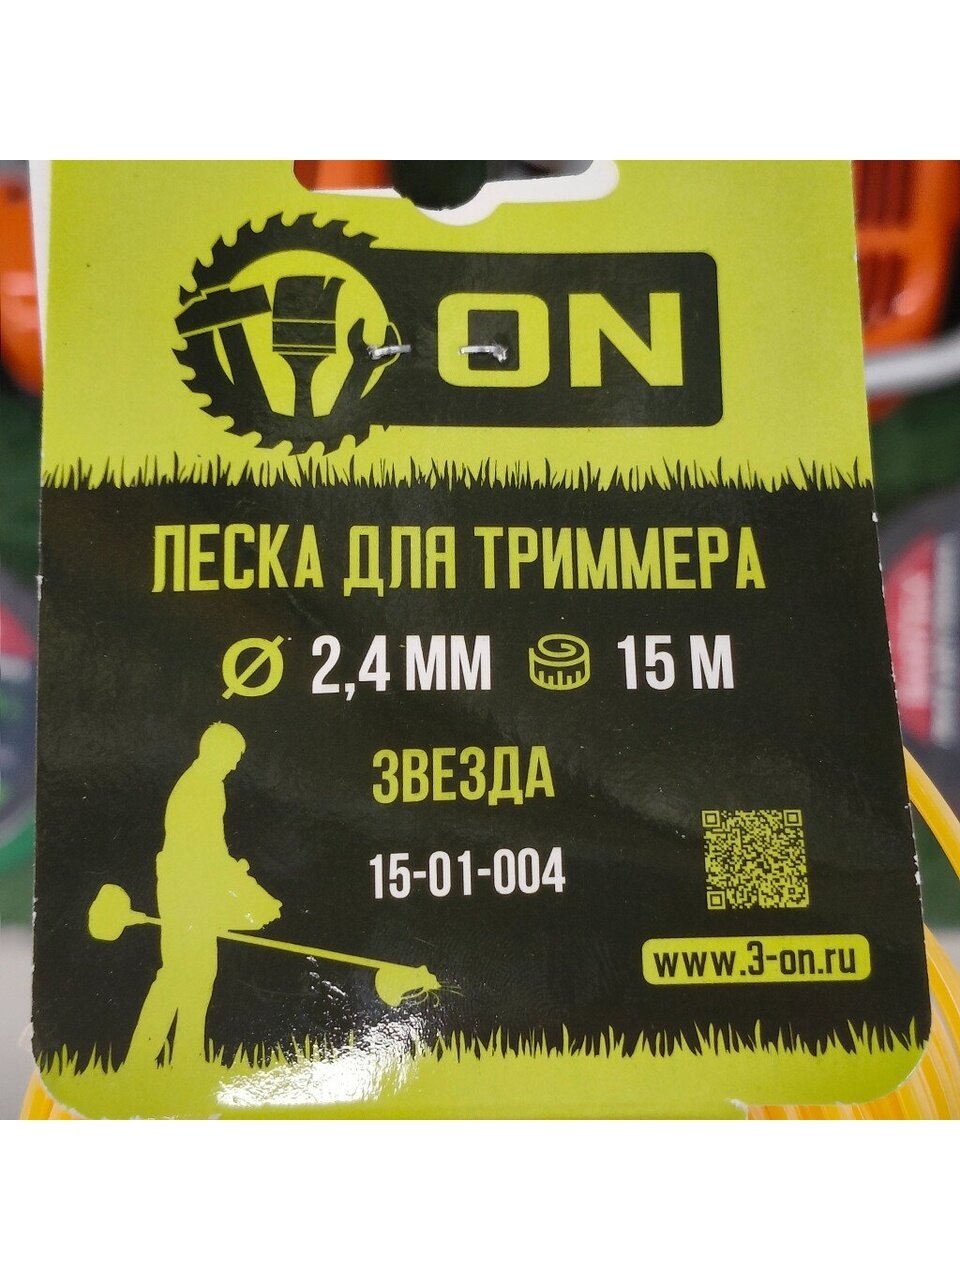 ON
ЛЕСКА ДЛЯ ТРИММЕРА
Ø 2,4 ММ 15 М
ЗВЕЗДА
15-01-004
www.3-on.ru